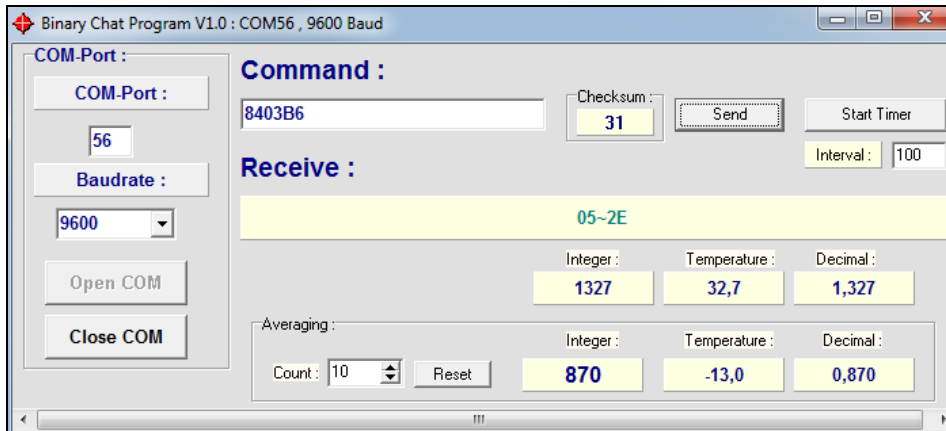 Binary Chat Program V1.0 : COM56 , 9600 Baud
COM-Port :
COM-Port :
56
Baudrate :
9600
Open COM
Close COM
Command :
8403B6
Checksum :
31
Send
Start Timer
Interval : 100
Receive :
05~2E
Integer : Temperature : Decimal :
1327 32,7 1,327
Averaging :
Count : 10 Reset
Integer : Temperature : Decimal :
870 -13,0 0,870